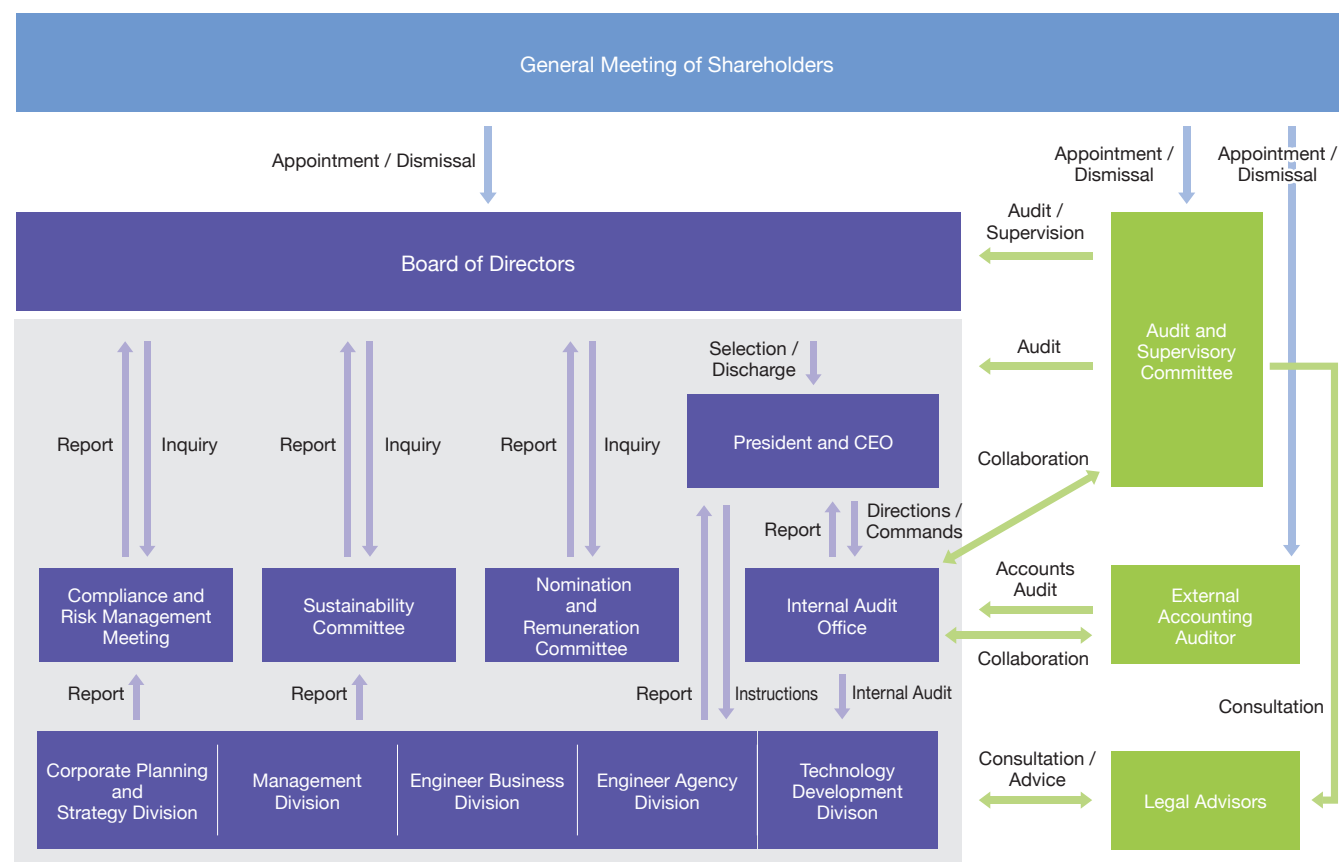 General Meeting of Shareholders
Appointment / Dismissal
Appointment /
Dismissal
Appointment /
Dismissal
Board of Directors
Audit /
Supervision
Audit and
Supervisory
Committee
Selection /
Discharge
Audit
President and CEO
Report
Inquiry
Report
Inquiry
Report
Inquiry
Collaboration
Report
Directions /
Commands
Compliance and
Risk Management
Meeting
Sustainability
Committee
Nomination
and
Remuneration
Committee
Internal Audit
Office
Accounts
Audit
External
Accounting
Auditor
Collaboration
Report
Report
Report
Instructions
Internal Audit
Consultation
Corporate Planning
and
Strategy Division
Management
Division
Engineer Business
Division
Engineer Agency
Division
Technology
Development
Divison
Consultation /
Advice
Legal Advisors